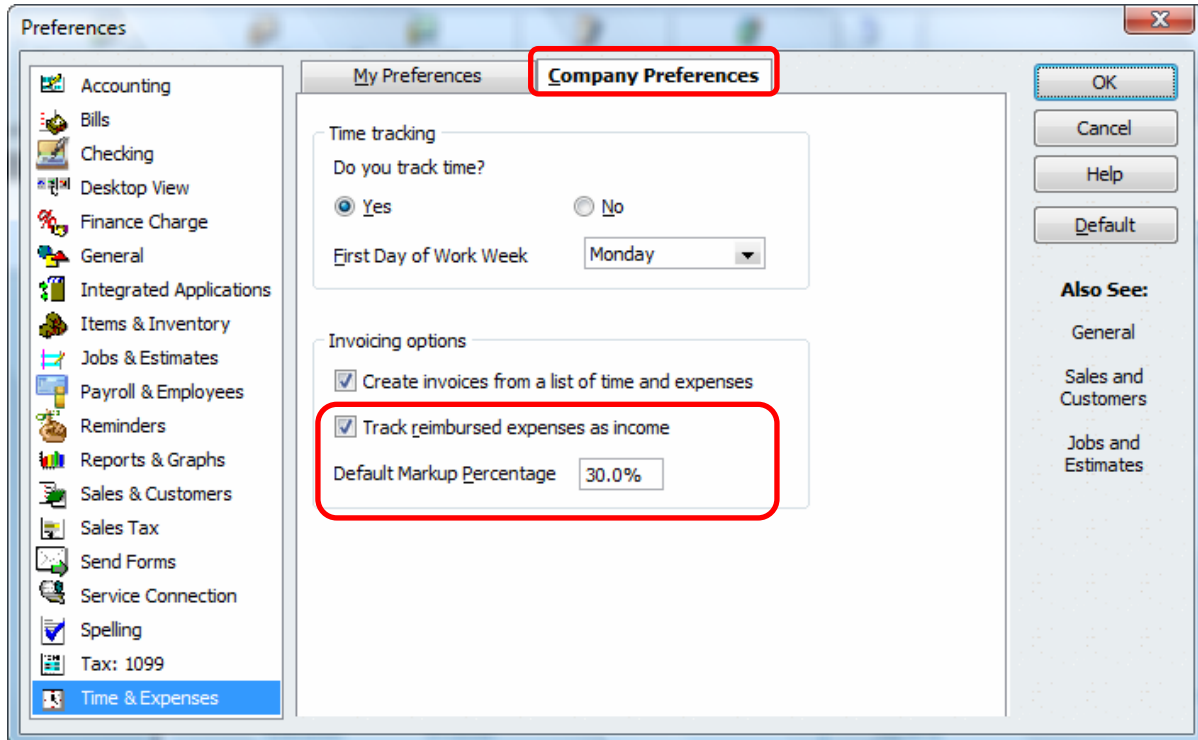 Preferences
Accounting
Bills
Checking
Desktop View
Finance Charge
General
Integrated Applications
Items & Inventory
Jobs & Estimates
Payroll & Employees
Reminders
Reports & Graphs
Sales & Customers
Sales Tax
Send Forms
Service Connection
Spelling
Tax: 1099
Time & Expenses
My Preferences
Company Preferences
Time tracking
Do you track time?
Yes
No
First Day of Work Week
Monday
Invoicing options
Create invoices from a list of time and expenses
Track reimbursed expenses as income
Default Markup Percentage
30.0%
OK
Cancel
Help
Default
Also See:
General
Sales and
Customers
Jobs and
Estimates